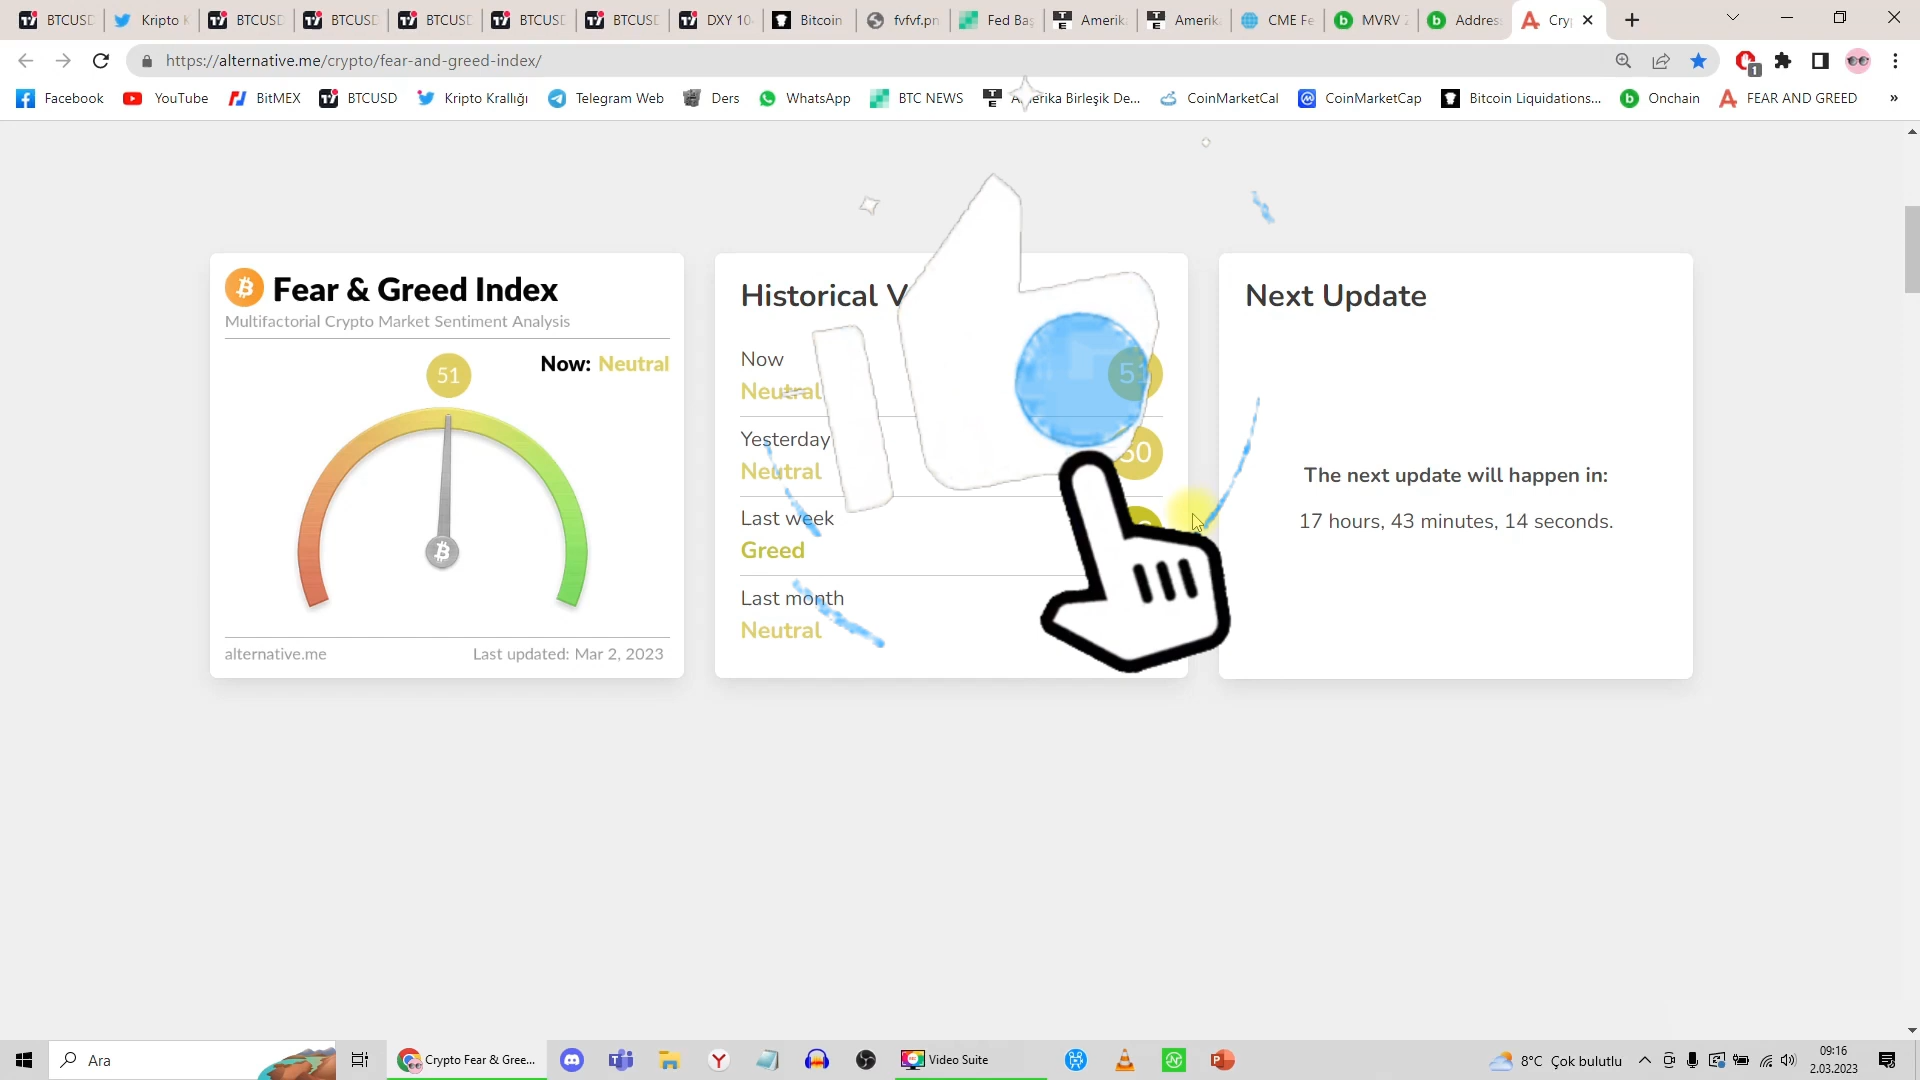 BTCUSD
Kripto K
BTCUSD
BTCUSD
BTCUSD
BTCUSD
BTCUSD
DXY 10
Bitcoin
fvfvf.pn
Fed Baş
Amerik
Amerik
CME Fe
MVRV Z
Addres
Cry
https://alternative.me/crypto/fear-and-greed-index/
1
Facebook
YouTube
BitMEX
BTCUSD
Kripto Krallığı
Telegram Web
Ders
WhatsApp
BTC NEWS
Amerika Birleşik De...
CoinMarketCal
CoinMarketCap
Bitcoin Liquidations...
Onchain
FEAR AND GREED
»
Fear & Greed Index
Multifactorial Crypto Market Sentiment Analysis
Now: Neutral
51
alternative.me
Last updated: Mar 2, 2023
Historical V
Now
Neutral
51
Yesterday
Neutral
50
Last week
Greed
Last month
Neutral
Next Update
The next update will happen in:
17 hours, 43 minutes, 14 seconds.
Ara
Crypto Fear & Gree...
Video Suite
8°C Çok bulutlu
09:16
2.03.2023